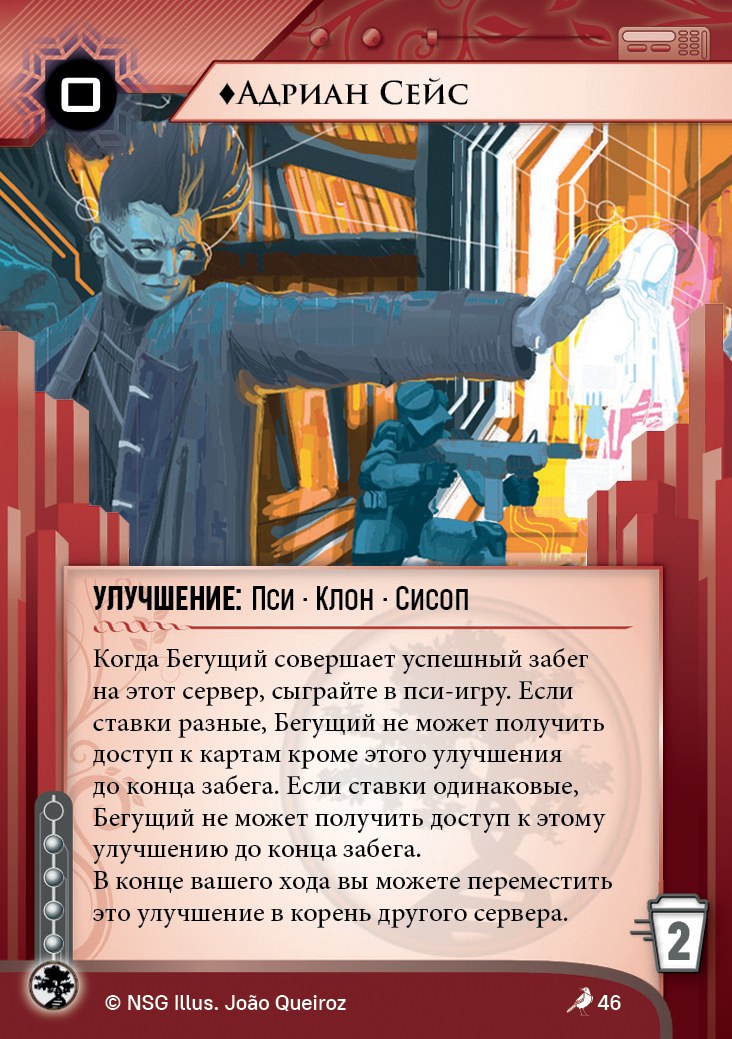 ♦Адриан Сейс
УЛУЧШЕНИЕ: Пси · Клон · Сисоп
Когда Бегущий совершает успешный забег
на этот сервер, сыграйте в пси-игру. Если
ставки разные, Бегущий не может получить
доступ к картам кроме этого улучшения
до конца забега. Если ставки одинаковые,
Бегущий не может получить доступ к этому
улучшению до конца забега.
В конце вашего хода вы можете переместить
это улучшение в корень другого сервера.
2
© NSG Illus. João Queiroz
46